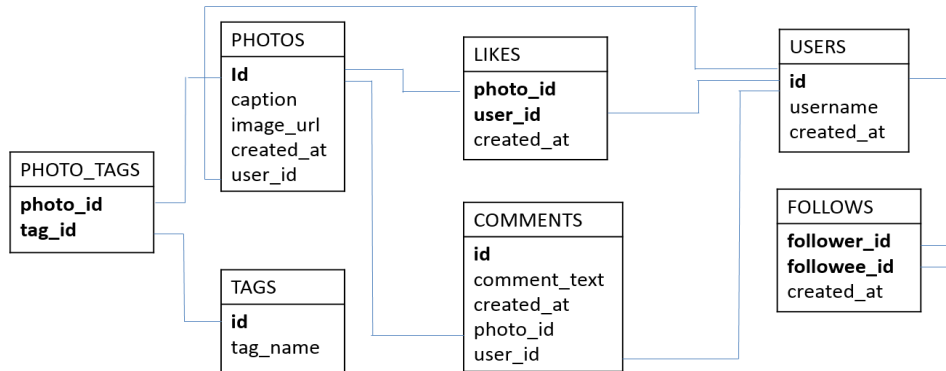 PHOTOS
Id
caption
image_url
created_at
user_id
LIKES
photo_id
user_id
created_at
USERS
id
username
created_at
PHOTO_TAGS
photo_id
tag_id
TAGS
id
tag_name
COMMENTS
id
comment_text
created_at
photo_id
user_id
FOLLOWS
follower_id
followee_id
created_at